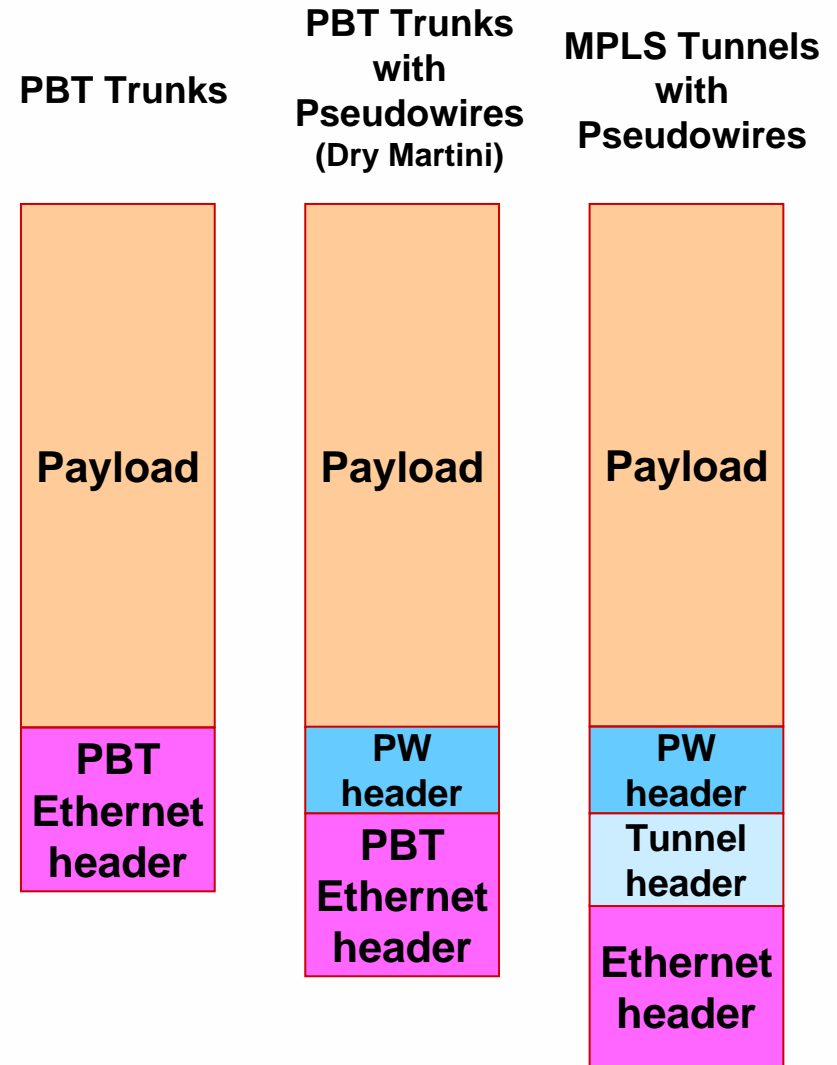 PBT Trunks
PBT Trunks
with
Pseudowires
(Dry Martini)
MPLS Tunnels
with
Pseudowires
Payload
PBT
Ethernet
header
Payload
PW
header
PBT
Ethernet
header
Payload
PW
header
Tunnel
header
Ethernet
header